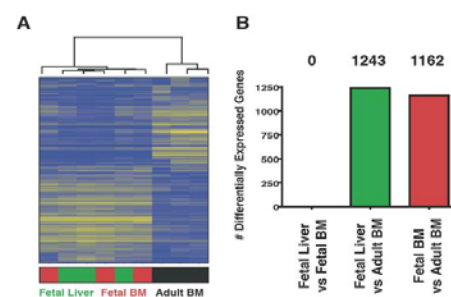 A
Fetal Liver Fetal BM Adult BM
B
0 1243 1162
# Differentially Expressed Genes
1250
1000
750
500
250
0
Fetal Liver
vs Fetal BM
Fetal Liver
vs Adult BM
Fetal BM
vs Adult BM